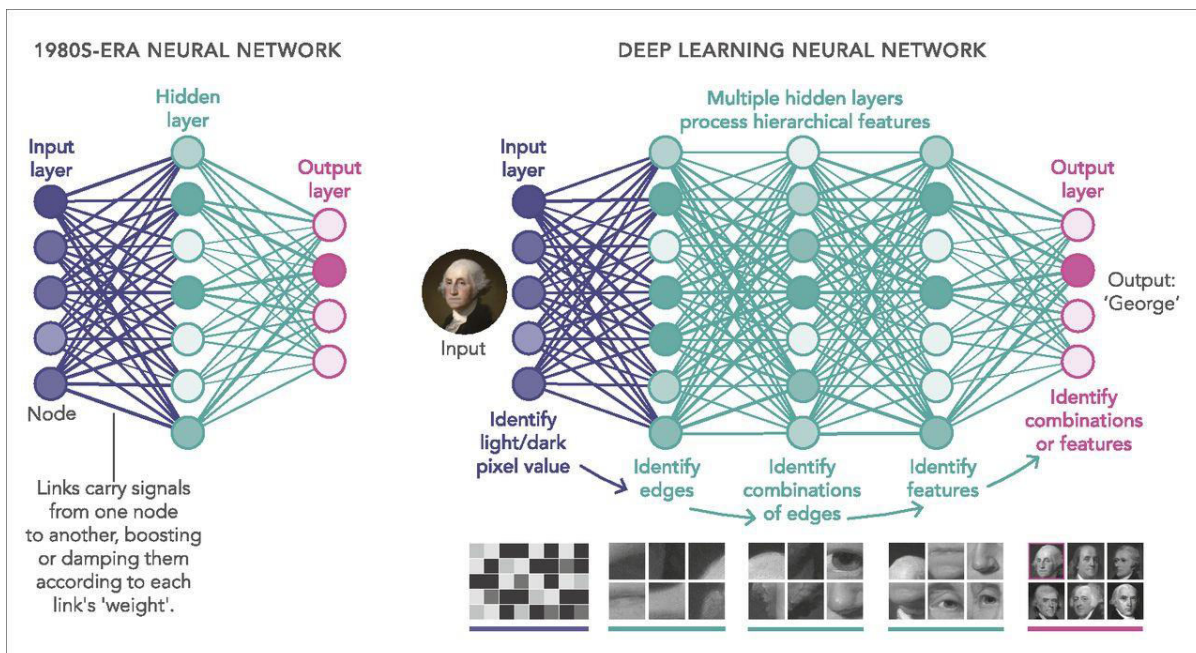 1980S-ERA NEURAL NETWORK
Hidden
layer
Input
layer
Output
layer
Node
Links carry signals
from one node
to another, boosting
or damping them
according to each
link's 'weight'.
DEEP LEARNING NEURAL NETWORK
Multiple hidden layers
process hierarchical features
Input
layer
Output
layer
Input
Output:
'George'
Identify
light/dark
pixel value
Identify
edges
Identify
combinations
of edges
Identify
features
Identify
combinations
or features